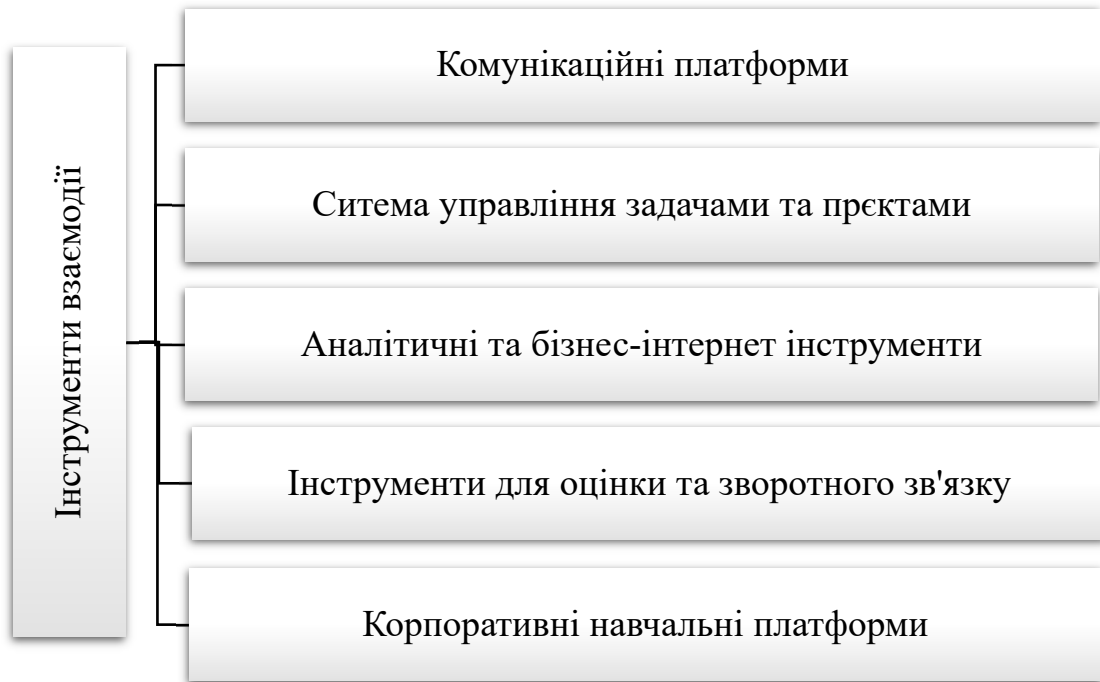 Інструменти взаємодії
Комунікаційні платформи
Ситема управління задачами та прєктами
Аналітичні та бізнес-інтернет інструменти
Інструменти для оцінки та зворотного зв'язку
Корпоративні навчальні платформи